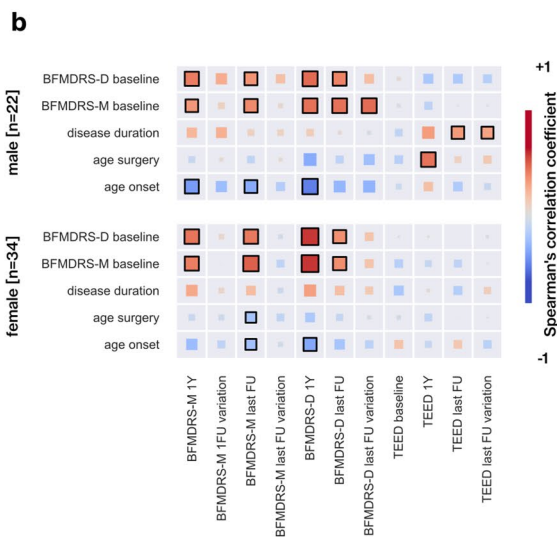 b
+1
male [n=22]
BFMDRS-D baseline
BFMDRS-M baseline
disease duration
age surgery
age onset
female [n=34]
BFMDRS-D baseline
BFMDRS-M baseline
disease duration
age surgery
age onset
Spearman's correlation coefficient
-1
BFMDRS-M 1Y
BFMDRS-M 1FU variation
BFMDRS-M last FU
BFMDRS-M last FU variation
BFMDRS-D 1Y
BFMDRS-D last FU
BFMDRS-D last FU variation
TEED baseline
TEED 1Y
TEED last FU
TEED last FU variation